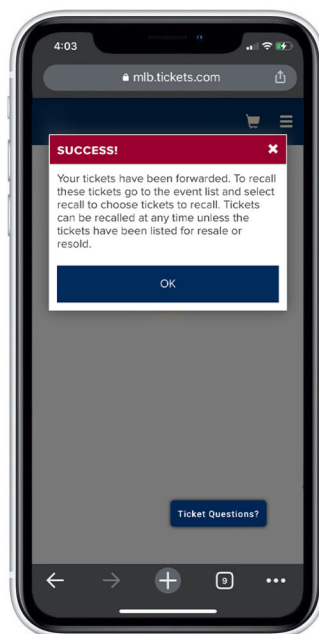 4:03
mlb.tickets.com
SUCCESS!
Your tickets have been forwarded. To recall
these tickets go to the event list and select
recall to choose tickets to recall. Tickets
can be recalled at any time unless the
tickets have been listed for resale or
resold.
OK
Ticket Questions?
9